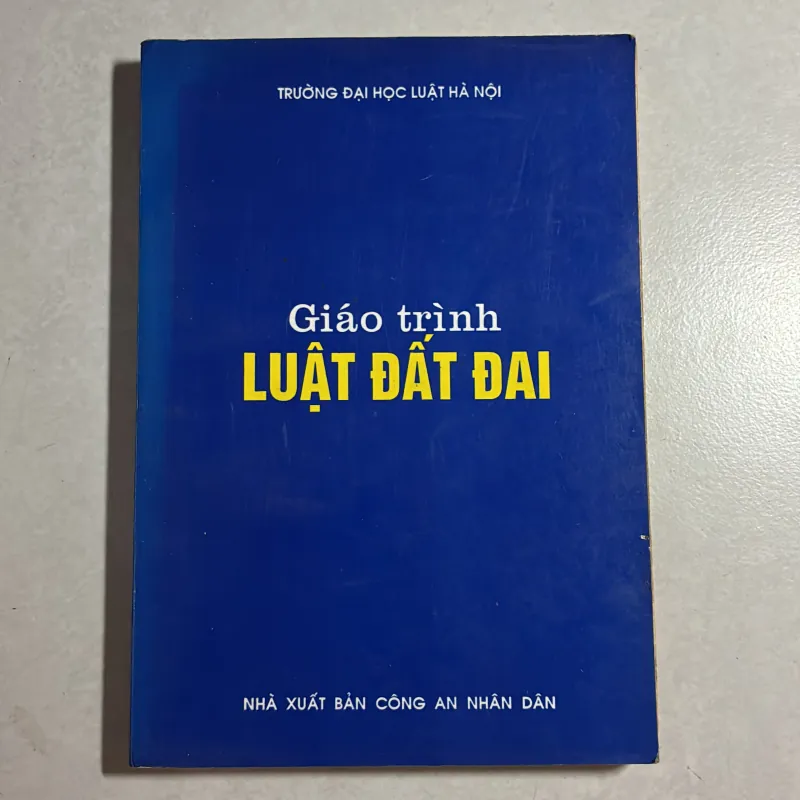 TRƯỜNG ĐẠI HỌC LUẬT HÀ NỘI
Giáo trình
LUẬT ĐẤT ĐAI
NHÀ XUẤT BẢN CÔNG AN NHÂN DÂN